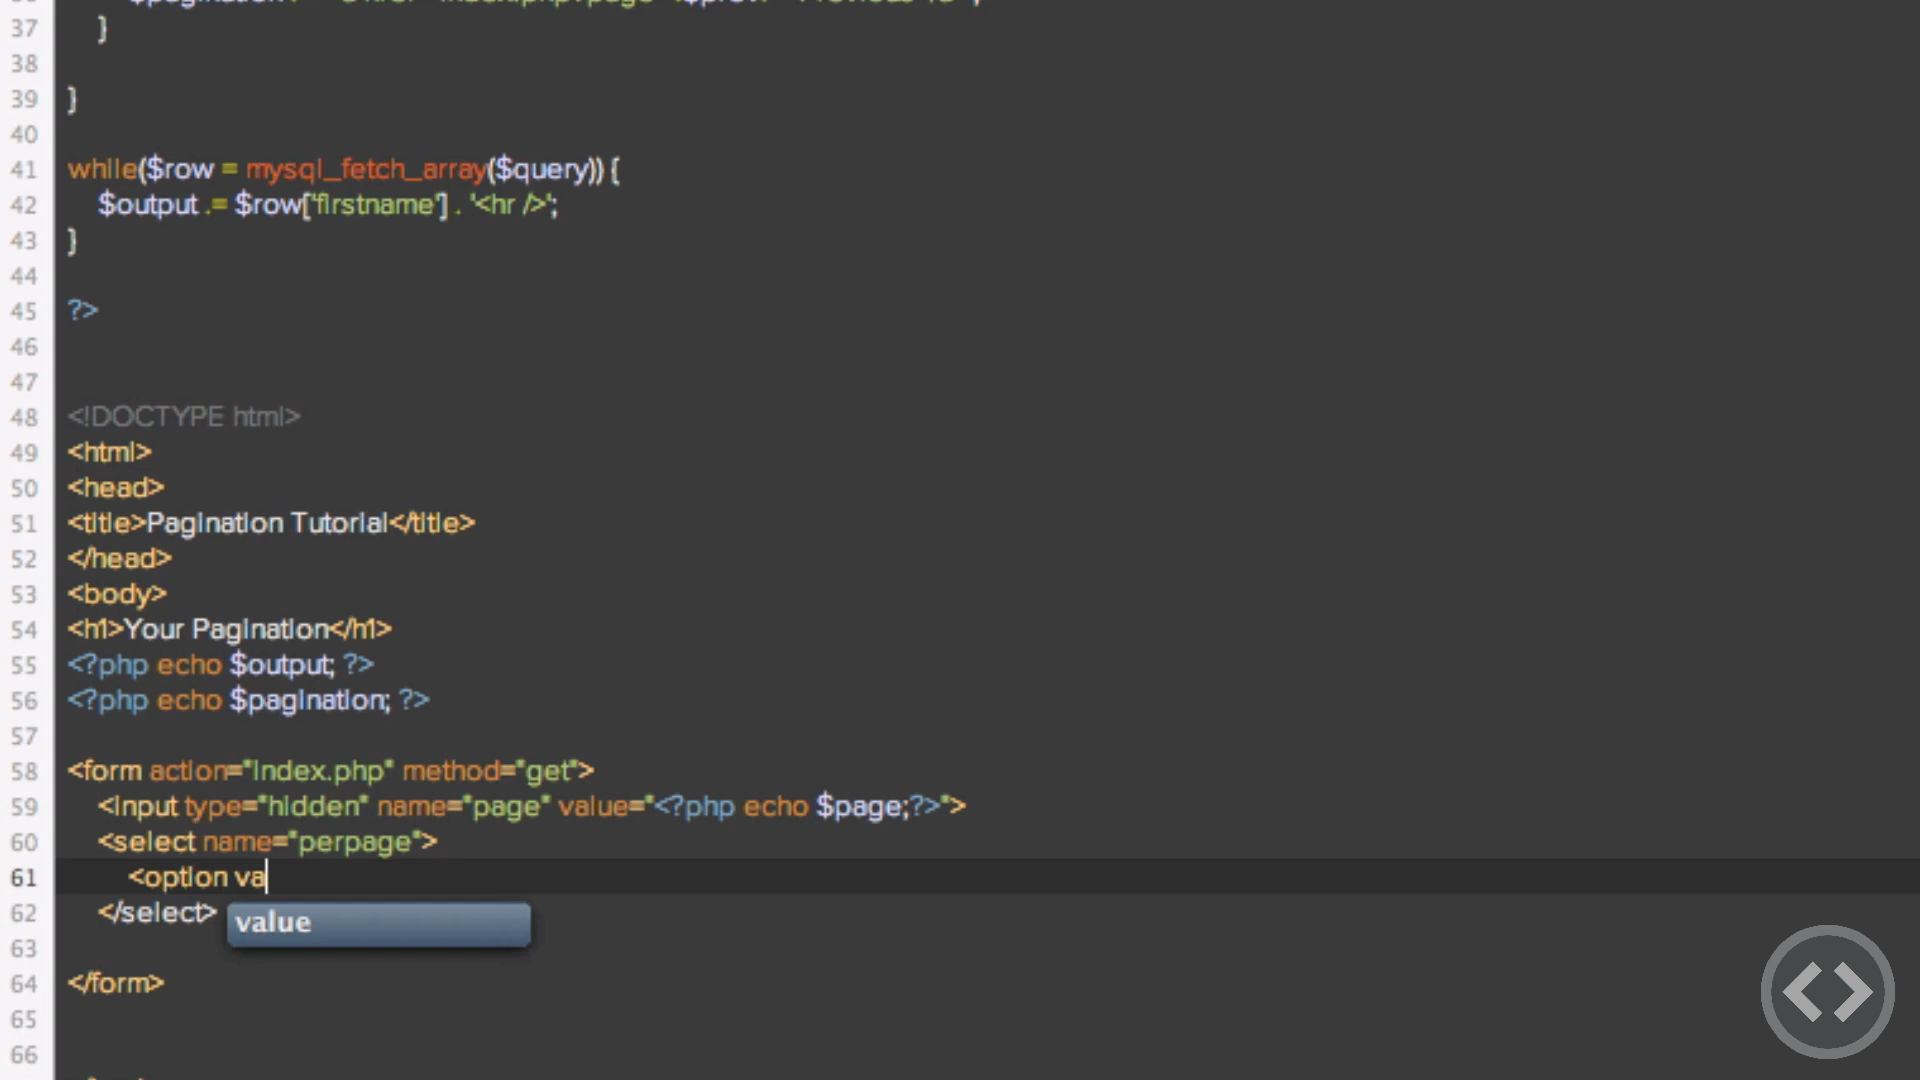 37 }
38
39 }
40
41 while($row = mysql_fetch_array($query)) {
42 $output .= $row['firstname'] . '<hr />';
43 }
44
45 ?>
46
47
48 <!DOCTYPE html>
49 <html>
50 <head>
51 <title>Pagination Tutorial</title>
52 </head>
53 <body>
54 <h1>Your Pagination</h1>
55 <?php echo $output; ?>
56 <?php echo $pagination; ?>
57
58 <form action="index.php" method="get">
59 <input type="hidden" name="page" value="<?php echo $page;?>">
60 <select name="perpage">
61 <option va
62 </select>
value
63
64 </form>
65
66